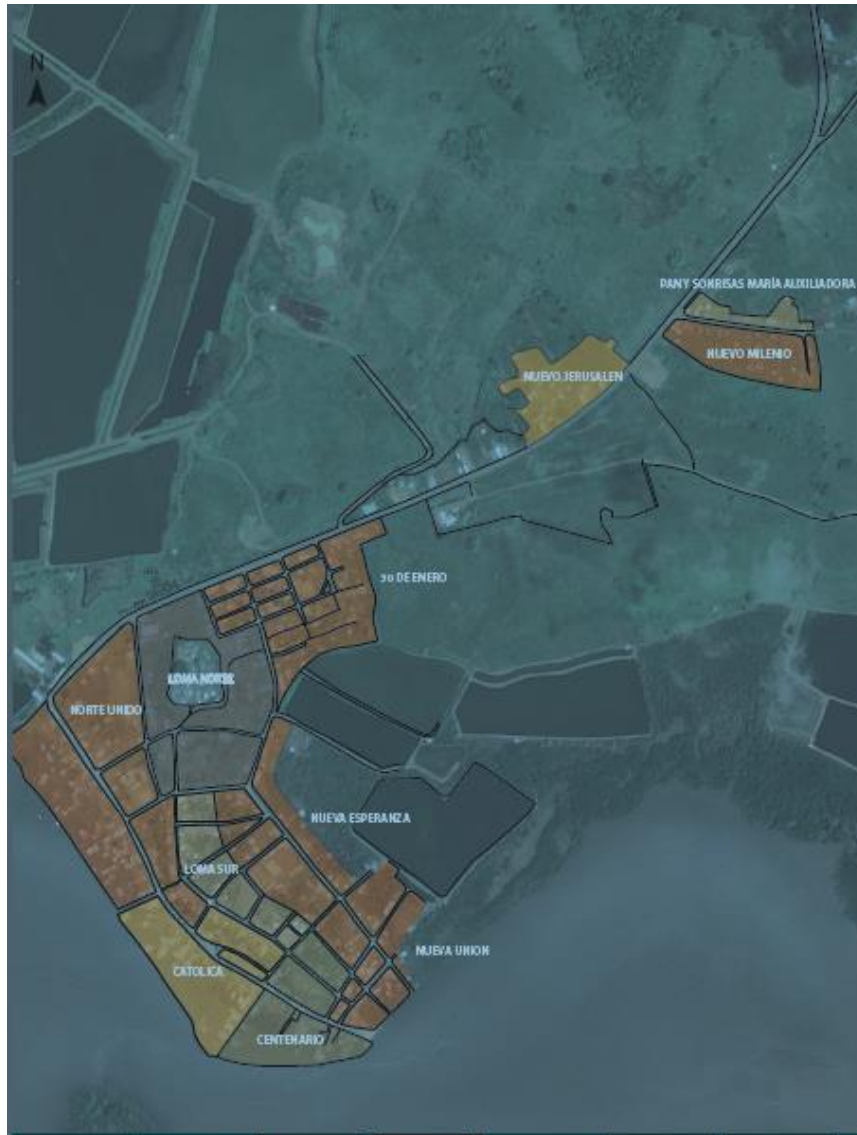 N
PAN Y SONRISAS MARÍA AUXILIADORA
NUEVO MILENIO
NUEVO JERUSALEN
30 DE ENERO
LOMA NORTE
NORTE UNIDO
NUEVA ESPERANZA
LOMA SUR
NUEVA UNION
CATOLICA
CENTENARIO